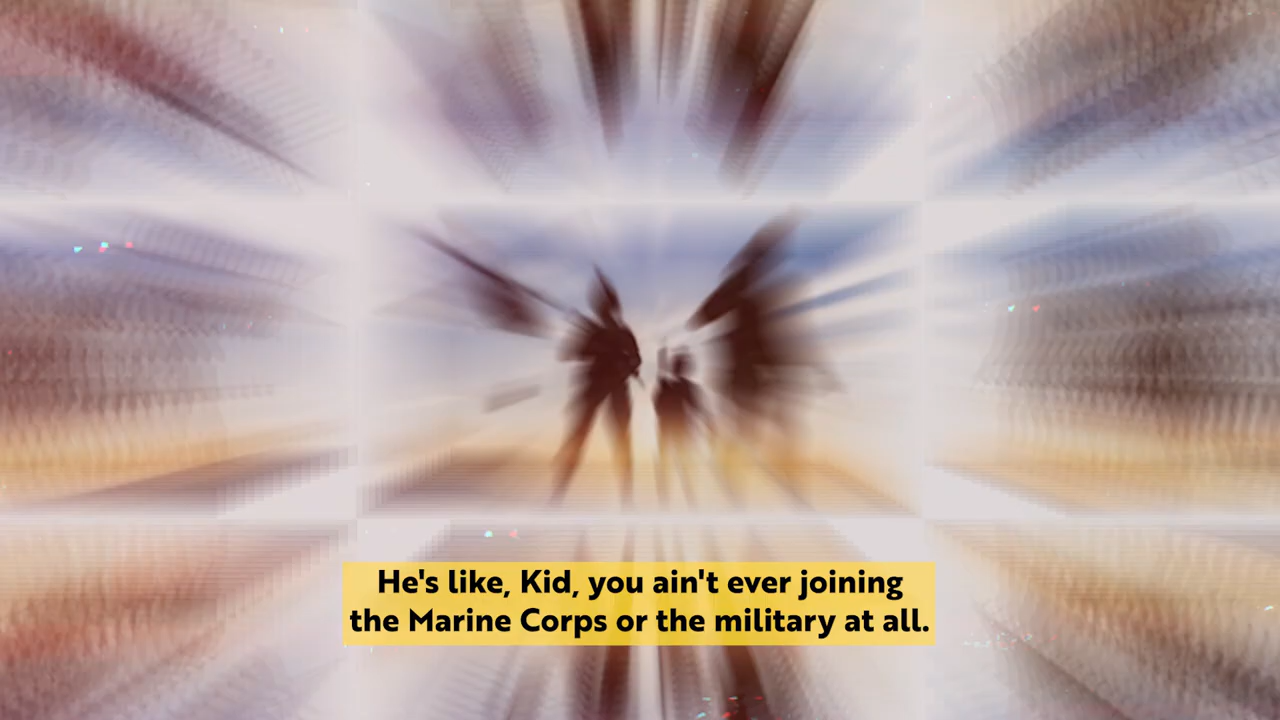 He's like, Kid, you ain't ever joining
the Marine Corps or the military at all.